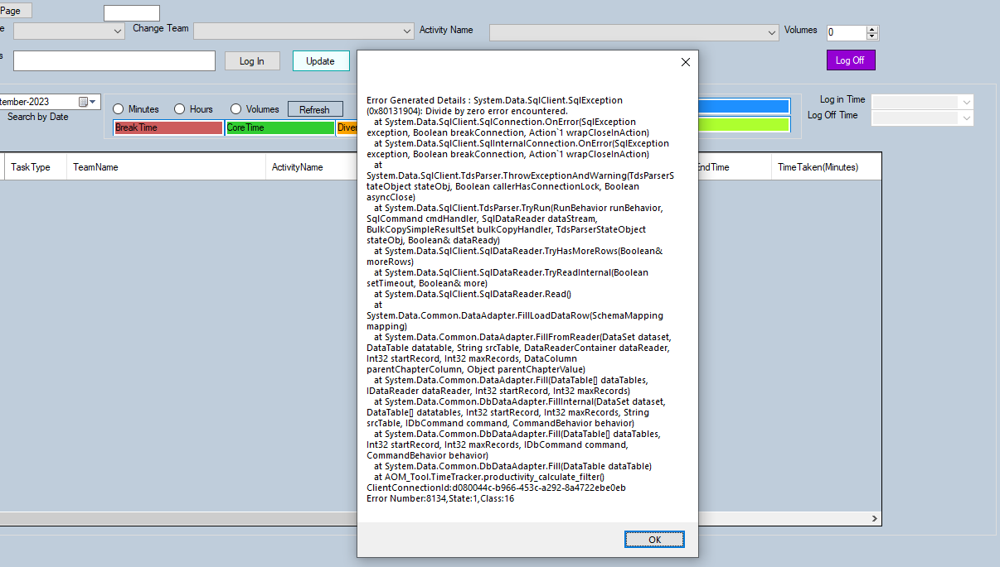 Page
e
Change Team
Activity Name
Volumes
0
s
Log In
Update
Log Off
tember-2023
Search by Date
Minutes
Hours
Volumes
Refresh
Log in Time
Log Off Time
BreakTime
CoreTime
Diver
TaskType
TeamName
ActivityName
EndTime
TimeTaken(Minutes)
Error Generated Details : System.Data.SqlClient.SqlException
(0x80131904): Divide by zero error encountered.
at System.Data.SqlClient.SqlConnection.OnError(SqlException
exception, Boolean breakConnection, Action`1 wrapCloseInAction)
at System.Data.SqlClient.SqlInternalConnection.OnError(SqlException
exception, Boolean breakConnection, Action`1 wrapCloseInAction)
at
System.Data.SqlClient.TdsParser.ThrowExceptionAndWarning(TdsParserS
tateObject stateObj, Boolean callerHasConnectionLock, Boolean
asyncClose)
at System.Data.SqlClient.TdsParser.TryRun(RunBehavior runBehavior,
SqlCommand cmdHandler, SqlDataReader dataStream,
BulkCopySimpleResultSet bulkCopyHandler, TdsParserStateObject
stateObj, Boolean& dataReady)
at System.Data.SqlClient.SqlDataReader.TryHasMoreRows(Boolean&
moreRows)
at System.Data.SqlClient.SqlDataReader.TryReadInternal(Boolean
setTimeout, Boolean& more)
at System.Data.SqlClient.SqlDataReader.Read()
at
System.Data.Common.DataAdapter.FillLoadDataRow(SchemaMapping
mapping)
at System.Data.Common.DataAdapter.FillFromReader(DataSet dataset,
DataTable datatable, String srcTable, DataReaderContainer dataReader,
Int32 startRecord, Int32 maxRecords, DataColumn
parentChapterColumn, Object parentChapterValue)
at System.Data.Common.DataAdapter.Fill(DataTable[] dataTables,
IDataReader dataReader, Int32 startRecord, Int32 maxRecords)
at System.Data.Common.DbDataAdapter.FillInternal(DataSet dataset,
DataTable[] datatables, Int32 startRecord, Int32 maxRecords, String
srcTable, IDbCommand command, CommandBehavior behavior)
at System.Data.Common.DbDataAdapter.Fill(DataTable[] dataTables,
Int32 startRecord, Int32 maxRecords, IDbCommand command,
CommandBehavior behavior)
at System.Data.Common.DbDataAdapter.Fill(DataTable dataTable)
at AOM_Tool.TimeTracker.productivity_calculate_filter()
ClientConnectionId:d080044c-b966-453c-a292-8a4722ebe0eb
Error Number:8134,State:1,Class:16
OK